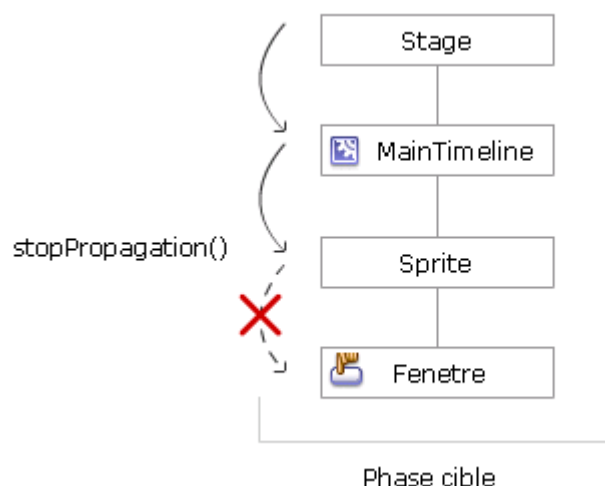 Stage
MainTimeline
stopPropagation()
Sprite
Fenetre
Phase cible